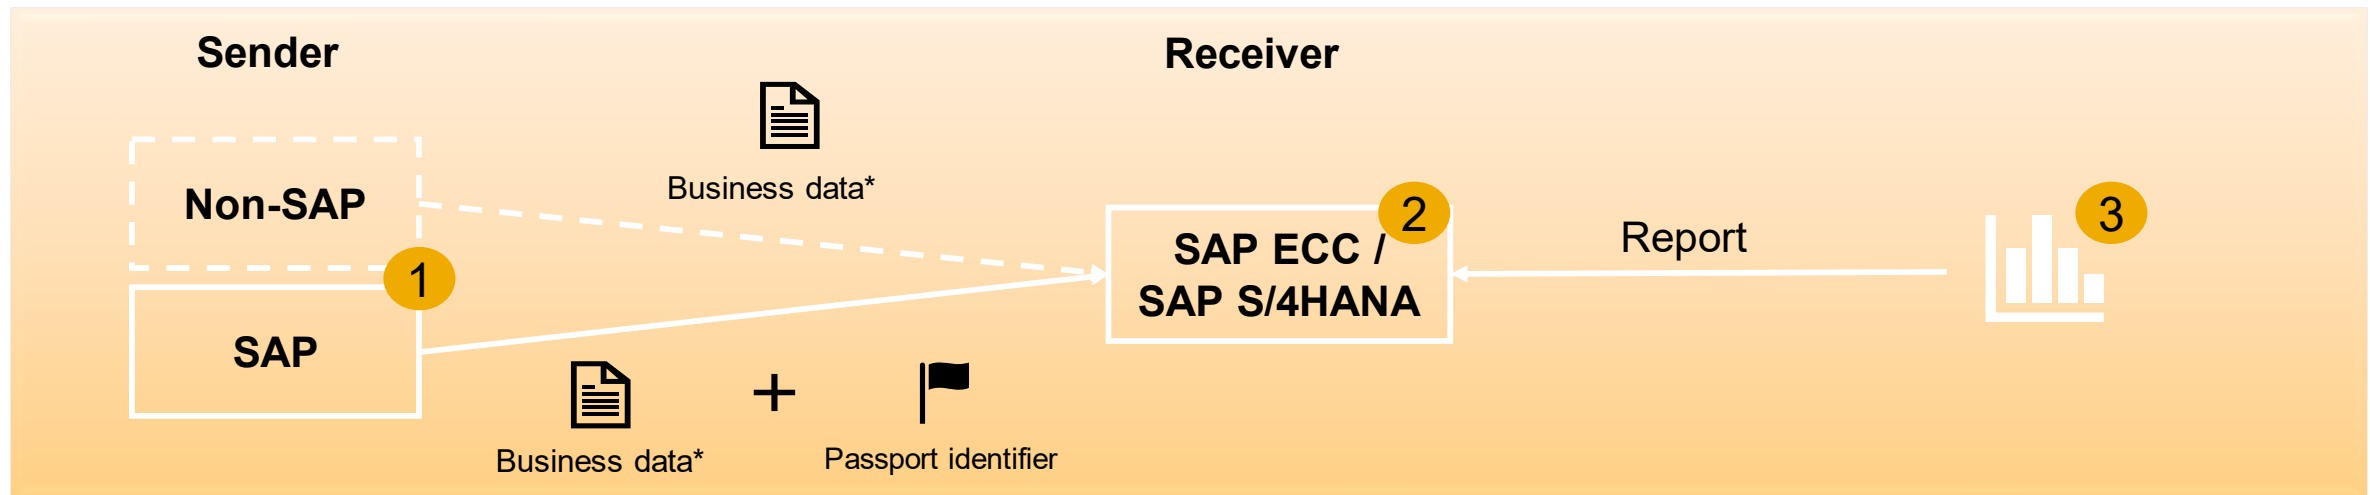 Sender
Receiver
Business data*
Non-SAP
1
SAP
2
SAP ECC /
SAP S/4HANA
Report
3
+
Business data*
Passport identifier